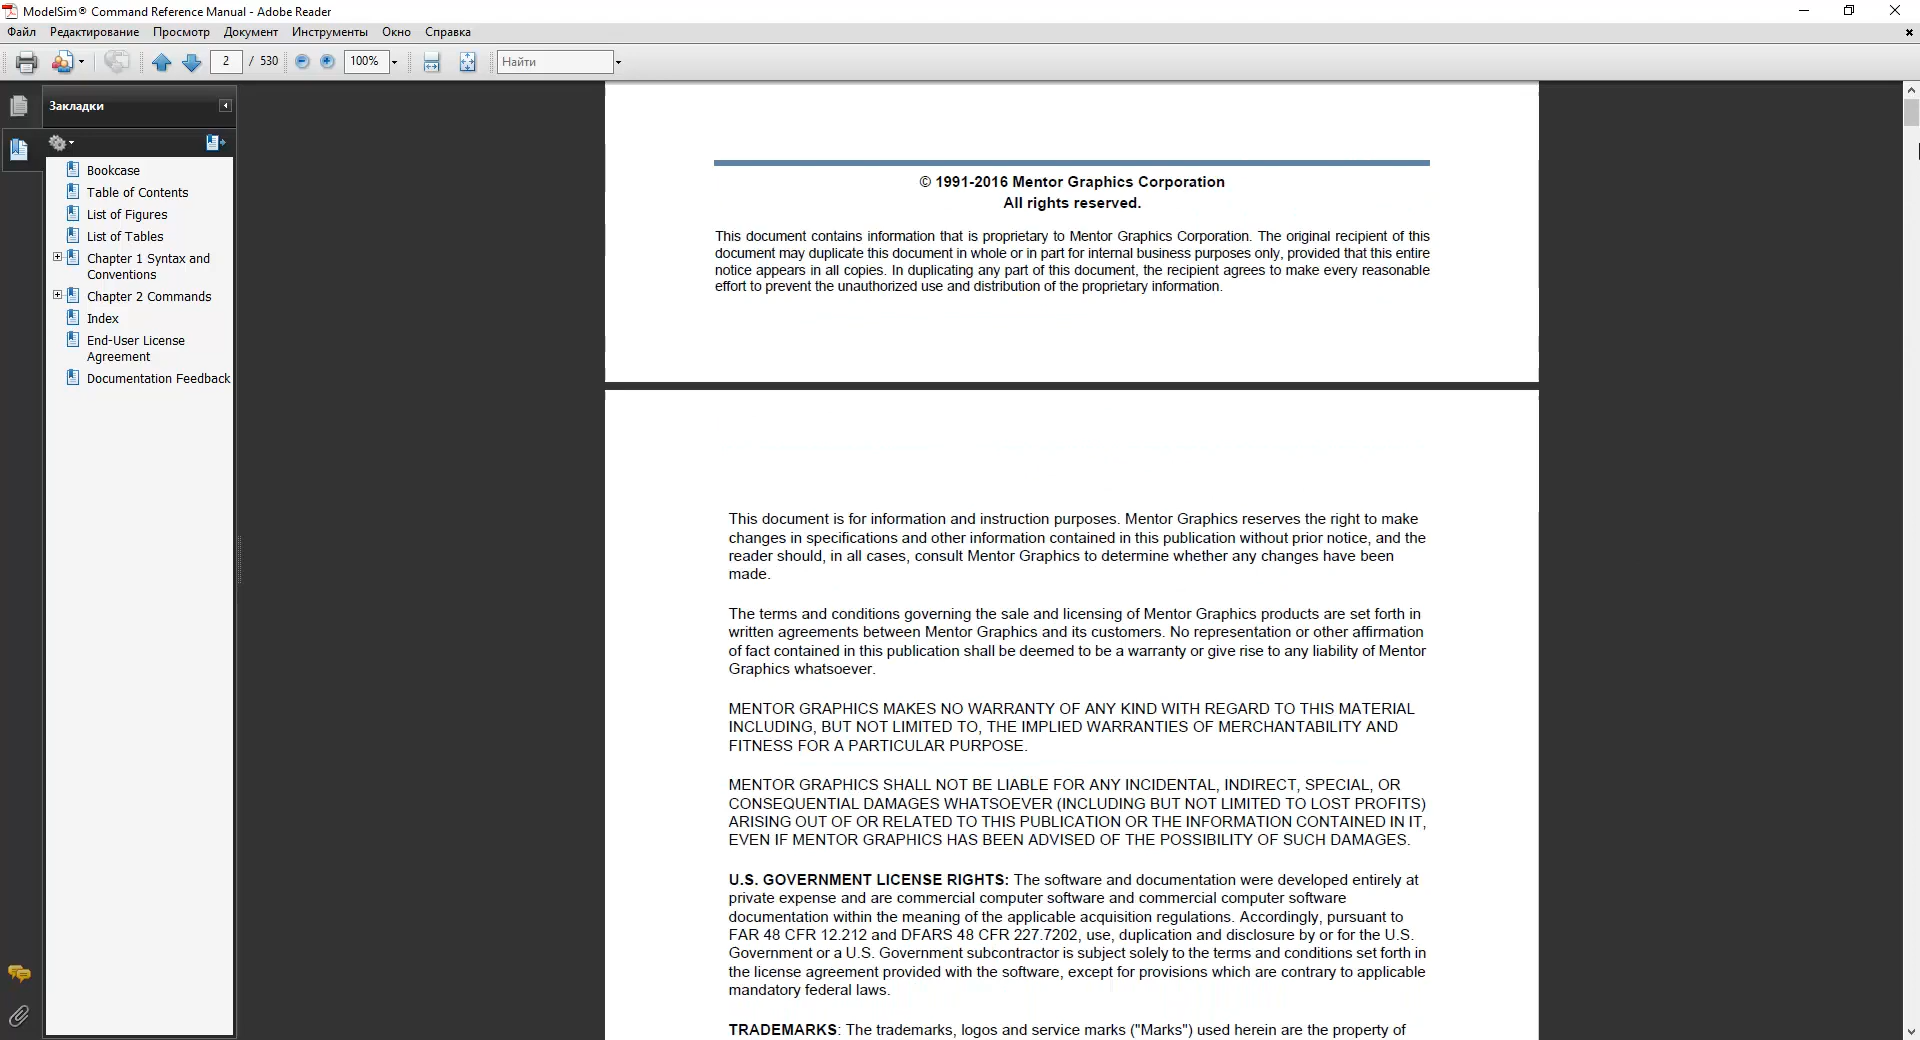 ModelSim® Command Reference Manual - Adobe Reader
Файл Редактирование Просмотр Документ Инструменты Окно Справка
2 / 530 100% Найти
Закладки
Bookcase
Table of Contents
List of Figures
List of Tables
Chapter 1 Syntax and
Conventions
Chapter 2 Commands
Index
End-User License
Agreement
Documentation Feedback
© 1991-2016 Mentor Graphics Corporation
All rights reserved.
This document contains information that is proprietary to Mentor Graphics Corporation. The original recipient of this
document may duplicate this document in whole or in part for internal business purposes only, provided that this entire
notice appears in all copies. In duplicating any part of this document, the recipient agrees to make every reasonable
effort to prevent the unauthorized use and distribution of the proprietary information.
This document is for information and instruction purposes. Mentor Graphics reserves the right to make
changes in specifications and other information contained in this publication without prior notice, and the
reader should, in all cases, consult Mentor Graphics to determine whether any changes have been
made.
The terms and conditions governing the sale and licensing of Mentor Graphics products are set forth in
written agreements between Mentor Graphics and its customers. No representation or other affirmation
of fact contained in this publication shall be deemed to be a warranty or give rise to any liability of Mentor
Graphics whatsoever.
MENTOR GRAPHICS MAKES NO WARRANTY OF ANY KIND WITH REGARD TO THIS MATERIAL
INCLUDING, BUT NOT LIMITED TO, THE IMPLIED WARRANTIES OF MERCHANTABILITY AND
FITNESS FOR A PARTICULAR PURPOSE.
MENTOR GRAPHICS SHALL NOT BE LIABLE FOR ANY INCIDENTAL, INDIRECT, SPECIAL, OR
CONSEQUENTIAL DAMAGES WHATSOEVER (INCLUDING BUT NOT LIMITED TO LOST PROFITS)
ARISING OUT OF OR RELATED TO THIS PUBLICATION OR THE INFORMATION CONTAINED IN IT,
EVEN IF MENTOR GRAPHICS HAS BEEN ADVISED OF THE POSSIBILITY OF SUCH DAMAGES.
U.S. GOVERNMENT LICENSE RIGHTS: The software and documentation were developed entirely at
private expense and are commercial computer software and commercial computer software
documentation within the meaning of the applicable acquisition regulations. Accordingly, pursuant to
FAR 48 CFR 12.212 and DFARS 48 CFR 227.7202, use, duplication and disclosure by or for the U.S.
Government or a U.S. Government subcontractor is subject solely to the terms and conditions set forth in
the license agreement provided with the software, except for provisions which are contrary to applicable
mandatory federal laws.
TRADEMARKS: The trademarks, logos and service marks ("Marks") used herein are the property of